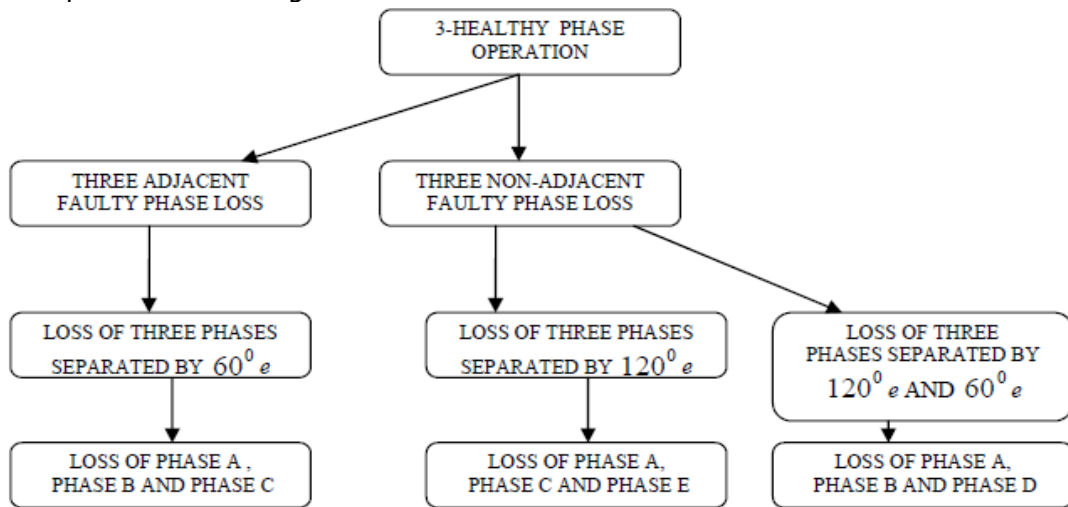 3-HEALTHY PHASE
OPERATION
THREE ADJACENT
FAULTY PHASE LOSS
THREE NON-ADJACENT
FAULTY PHASE LOSS
LOSS OF THREE PHASES
SEPARATED BY 60⁰ e
LOSS OF THREE PHASES
SEPARATED BY 120⁰ e
LOSS OF THREE
PHASES SEPARATED BY
120⁰ e AND 60⁰ e
LOSS OF PHASE A ,
PHASE B AND PHASE C
LOSS OF PHASE A,
PHASE C AND PHASE E
LOSS OF PHASE A,
PHASE B AND PHASE D